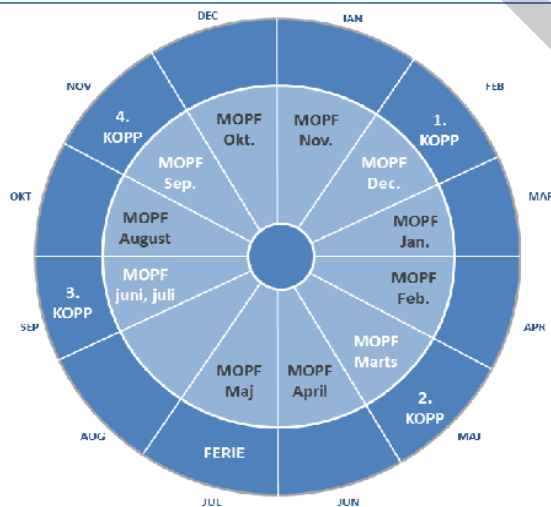 DEC
JAN
NOV
FEB
4.
KOPP
MOPF
Okt.
MOPF
Nov.
1.
KOPP
MOPF
Sep.
MOPF
Dec.
OKT
MAR
MOPF
August
MOPF
Jan.
3.
KOPP
MOPF
juni, juli
MOPF
Feb.
SEP
APR
MOPF
Marts
MOPF
Maj
MOPF
April
2.
KOPP
AUG
MAJ
FERIE
JUL
JUN